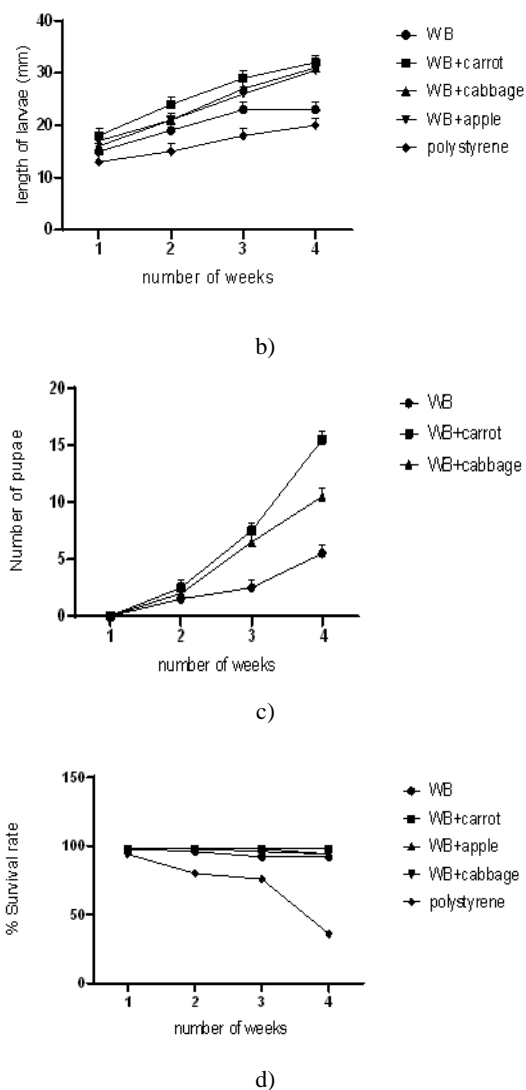 40
30
20
10
0
length of larvae (mm)
1 2 3 4
number of weeks
WB
WB+carrot
WB+cabbage
WB+apple
polystyrene
b)
20
15
10
5
0
Number of pupae
1 2 3 4
number of weeks
WB
WB+carrot
WB+cabbage
c)
150
100
50
0
% Survival rate
1 2 3 4
number of weeks
WB
WB+carrot
WB+apple
WB+cabbage
polystyrene
d)